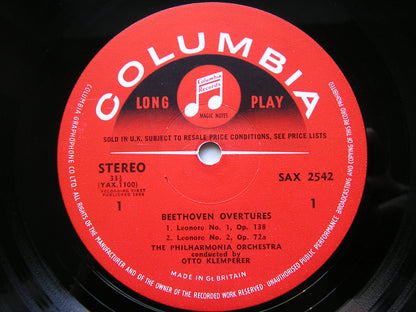 COLUMBIA
Columbia
Records
LONG PLAY
MAGIC NOTES
SOLD IN U.K. SUBJECT TO RESALE PRICE CONDITIONS, SEE PRICE LISTS
STEREO
33⅓
(YAX.1100)
RECORDING FIRST
PUBLISHED 1964
1
SAX 2542
1
BEETHOVEN OVERTURES
1. Leonore No. 1, Op. 138
2. Leonore No. 2, Op. 72a
THE PHILHARMONIA ORCHESTRA
conducted by
OTTO KLEMPERER
MADE IN Gt. BRITAIN
COLUMBIA GRAPHOPHONE CO LTD. ALL RIGHTS OF THE MANUFACTURER AND OF THE OWNER OF THE RECORDED WORK RESERVED UNAUTHORISED PUBLIC PERFORMANCE BROADCASTING AND COPYING OF THIS RECORD PROHIBITED